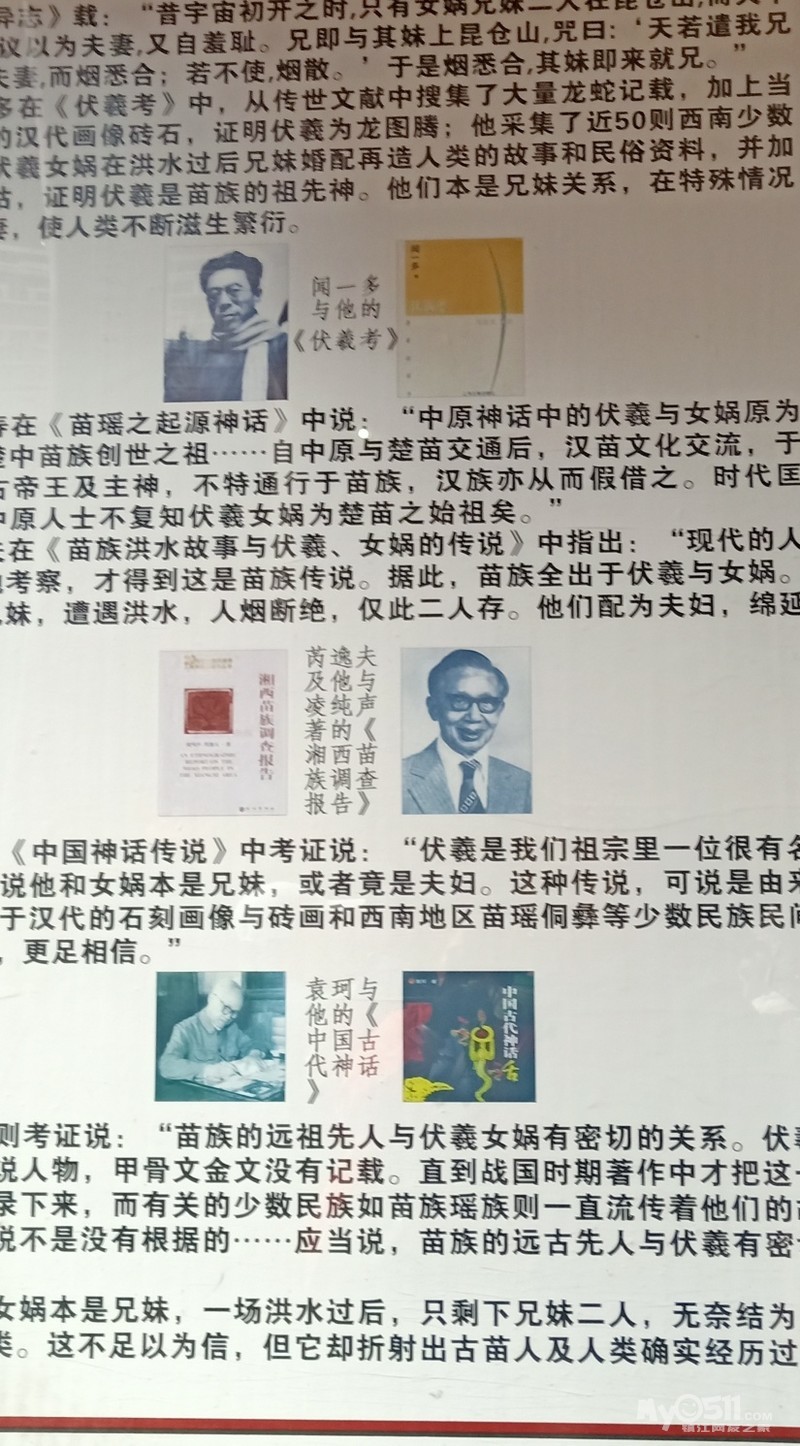 异志》载：“昔宇宙初开之时,只有女娲兄妹二人在昆仑山,而天下
议以为夫妻,又自羞耻。兄即与其妹上昆仑山,咒曰：‘天若遣我兄
夫妻,而烟悉合；若不使,烟散。’于是烟悉合,其妹即来就兄。”
多在《伏羲考》中，从传世文献中搜集了大量龙蛇记载，加上当
的汉代画像砖石，证明伏羲为龙图腾；他采集了近50则西南少数
伏羲女娲在洪水过后兄妹婚配再造人类的故事和民俗资料，并加
，证明伏羲是苗族的祖先神。他们本是兄妹关系，在特殊情况
妻，使人类不断滋生繁衍。
闻一多
与他的
《伏羲考》
闻一多
伏羲考
在《苗瑶之起源神话》中说：“中原神话中的伏羲与女娲原为
楚中苗族创世之祖……自中原与楚苗交通后，汉苗文化交流，于
古帝王及主神，不特通行于苗族，汉族亦从而假借之。时代匡
中原人士不复知伏羲女娲为楚苗之始祖矣。”
夫在《苗族洪水故事与伏羲、女娲的传说》中指出：“现代的人
考察，才得到这是苗族传说。据此，苗族全出于伏羲与女娲。
兄妹，遭遇洪水，人烟断绝，仅此二人存。他们配为夫妇，绵延
湘西苗族调查报告
芮逸夫
及他与
凌纯声
著的《
湘西苗
族调查
报告》
《中国神话传说》中考证说：“伏羲是我们祖宗里一位很有名
说他和女娲本是兄妹，或者竟是夫妇。这种传说，可说是由来
于汉代的石刻画像与砖画和西南地区苗瑶侗彝等少数民族民间
，更足相信。”
袁珂与
他的《
中国古
代神话
》
中国古代神话
则考证说：“苗族的远祖先人与伏羲女娲有密切的关系。伏羲
说人物，甲骨文金文没有记载。直到战国时期著作中才把这一
录下来，而有关的少数民族如苗族瑶族则一直流传着他们的故
说不是没有根据的……应当说，苗族的远古先人与伏羲有密切
女娲本是兄妹，一场洪水过后，只剩下兄妹二人，无奈结为
类。这不足以为信，但它却折射出古苗人及人类确实经历过
My0511.COM
镇江网友之家